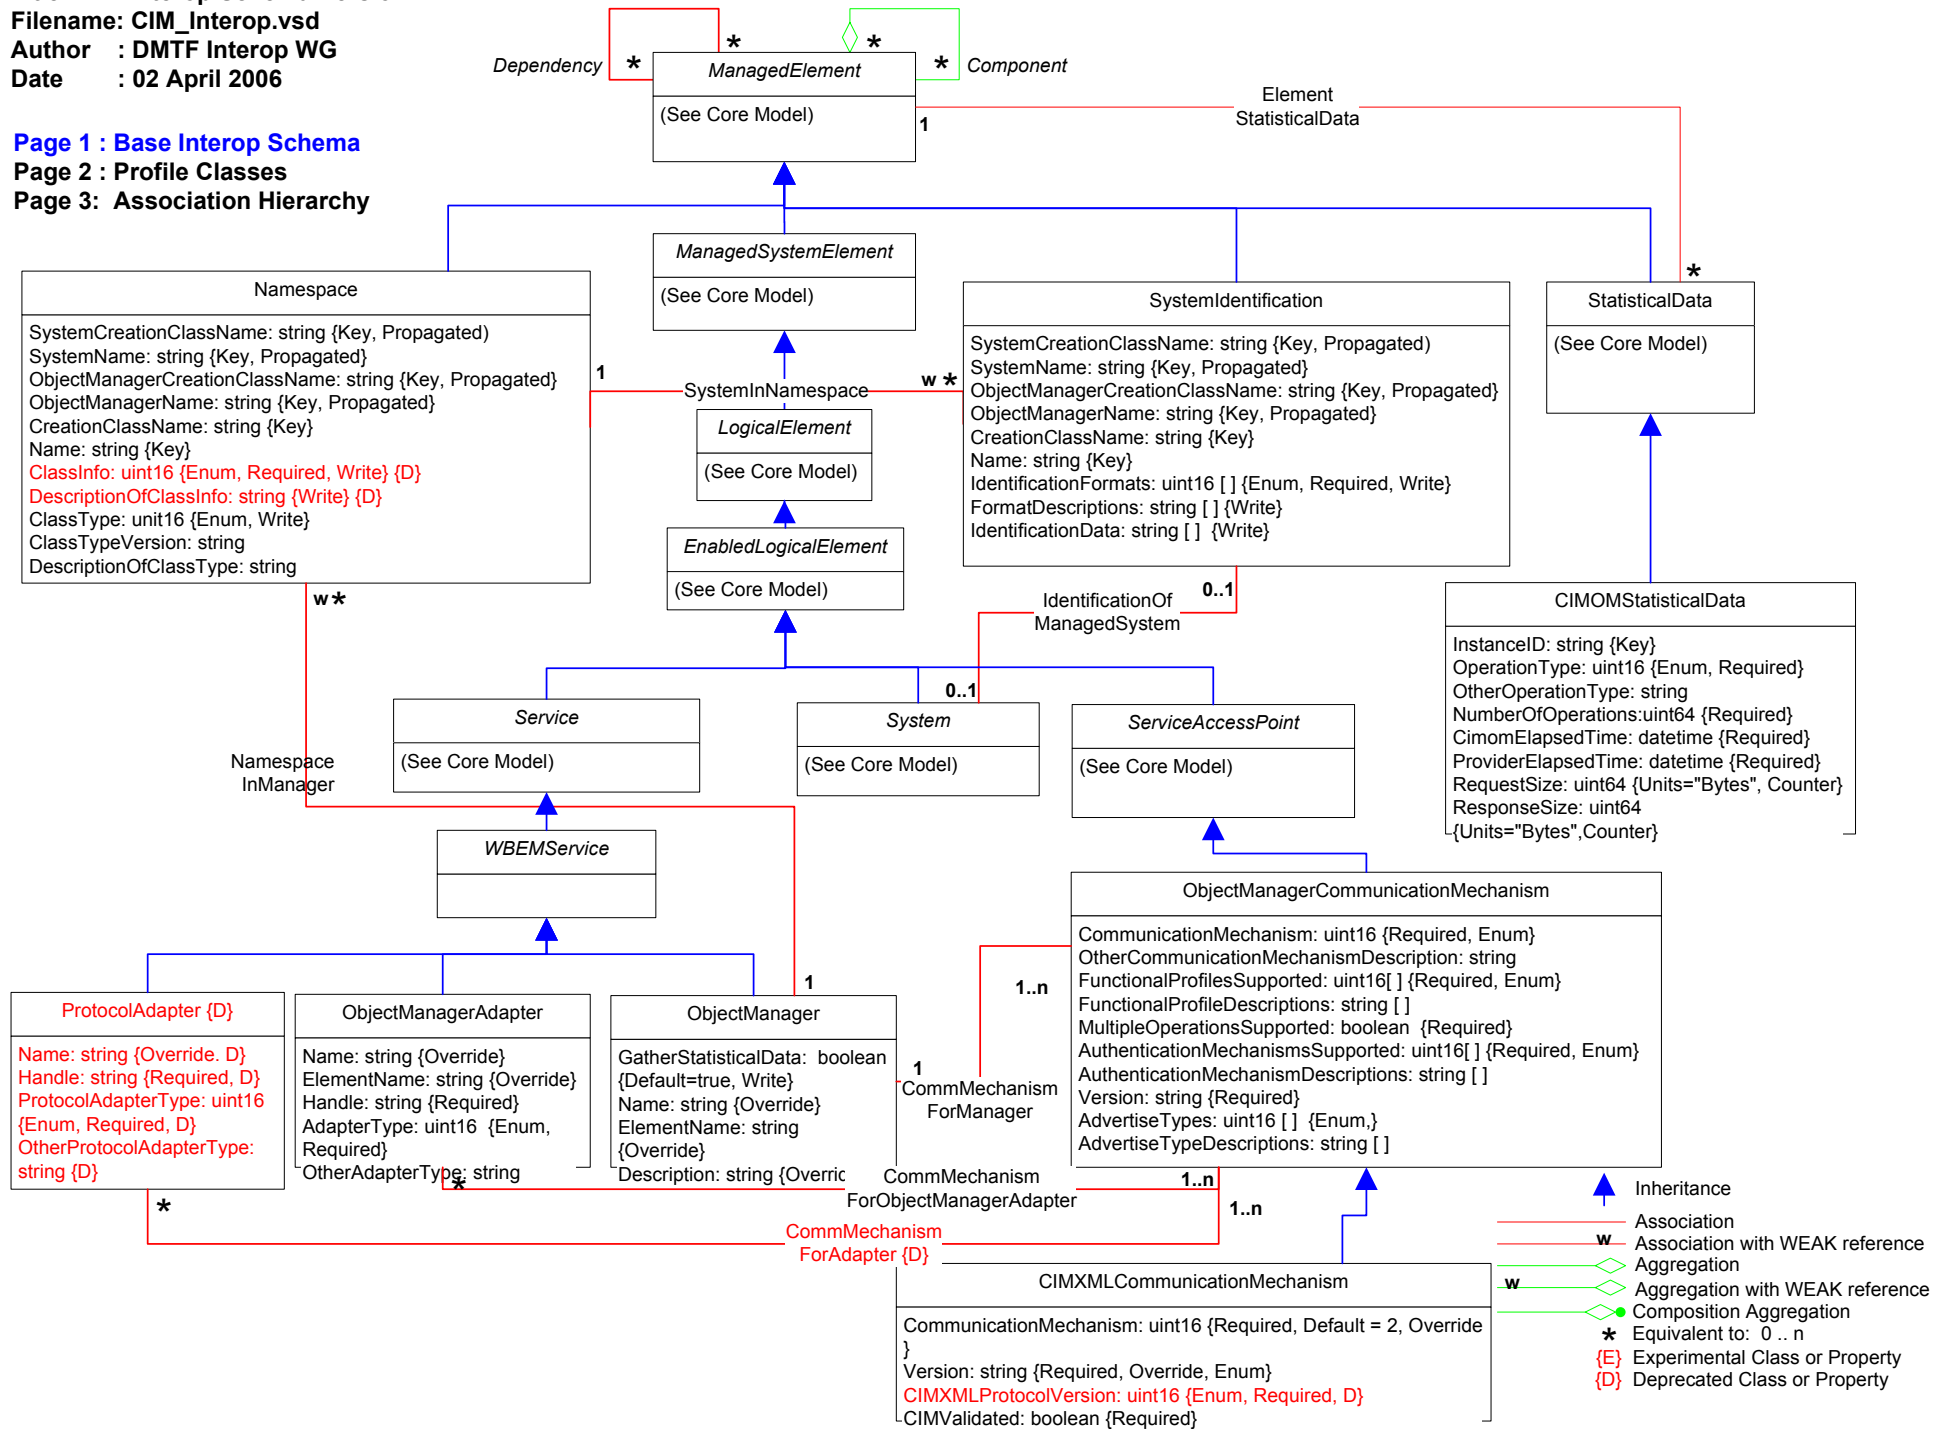 Filename: CIM_Interop.vsd
Author : DMTF Interop WG
Date : 02 April 2006
Page 1 : Base Interop Schema
Page 2 : Profile Classes
Page 3: Association Hierarchy
Dependency
*
*
*
*
Component
ManagedElement
(See Core Model)
1
Element
StatisticalData
*
ManagedSystemElement
(See Core Model)
Namespace
SystemCreationClassName: string {Key, Propagated)
SystemName: string {Key, Propagated}
ObjectManagerCreationClassName: string {Key, Propagated}
ObjectManagerName: string {Key, Propagated}
CreationClassName: string {Key}
Name: string {Key}
ClassInfo: uint16 {Enum, Required, Write} {D}
DescriptionOfClassInfo: string {Write} {D}
ClassType: unit16 {Enum, Write}
ClassTypeVersion: string
DescriptionOfClassType: string
1
SystemInNamespace
w *
SystemIdentification
SystemCreationClassName: string {Key, Propagated)
SystemName: string {Key, Propagated}
ObjectManagerCreationClassName: string {Key, Propagated}
ObjectManagerName: string {Key, Propagated}
CreationClassName: string {Key}
Name: string {Key}
IdentificationFormats: uint16 [ ] {Enum, Required, Write}
FormatDescriptions: string [ ] {Write}
IdentificationData: string [ ] {Write}
StatisticalData
(See Core Model)
LogicalElement
(See Core Model)
EnabledLogicalElement
(See Core Model)
w *
IdentificationOf
ManagedSystem
0..1
0..1
CIMOMStatisticalData
InstanceID: string {Key}
OperationType: uint16 {Enum, Required}
OtherOperationType: string
NumberOfOperations:uint64 {Required}
CimomElapsedTime: datetime {Required}
ProviderElapsedTime: datetime {Required}
RequestSize: uint64 {Units="Bytes", Counter}
ResponseSize: uint64
{Units="Bytes",Counter}
Service
(See Core Model)
System
(See Core Model)
ServiceAccessPoint
(See Core Model)
Namespace
InManager
WBEMService
ObjectManagerCommunicationMechanism
CommunicationMechanism: uint16 {Required, Enum}
OtherCommunicationMechanismDescription: string
FunctionalProfilesSupported: uint16[ ] {Required, Enum}
FunctionalProfileDescriptions: string [ ]
MultipleOperationsSupported: boolean {Required}
AuthenticationMechanismsSupported: uint16[ ] {Required, Enum}
AuthenticationMechanismDescriptions: string [ ]
Version: string {Required}
AdvertiseTypes: uint16 [ ] {Enum,}
AdvertiseTypeDescriptions: string [ ]
ProtocolAdapter {D}
Name: string {Override. D}
Handle: string {Required, D}
ProtocolAdapterType: uint16
{Enum, Required, D}
OtherProtocolAdapterType:
string {D}
ObjectManagerAdapter
Name: string {Override}
ElementName: string {Override}
Handle: string {Required}
AdapterType: uint16 {Enum,
Required}
OtherAdapterType: string
1
ObjectManager
GatherStatisticalData: boolean
{Default=true, Write}
Name: string {Override}
ElementName: string
{Override}
Description: string {Overric
1..n
1
CommMechanism
ForManager
*
CommMechanism
ForObjectManagerAdapter
1..n
*
CommMechanism
ForAdapter {D}
1..n
CIMXMLCommunicationMechanism
CommunicationMechanism: uint16 {Required, Default = 2, Override
}
Version: string {Required, Override, Enum}
CIMXMLProtocolVersion: uint16 {Enum, Required, D}
CIMValidated: boolean {Required}
Inheritance
Association
w Association with WEAK reference
Aggregation
w Aggregation with WEAK reference
Composition Aggregation
* Equivalent to: 0 .. n
{E} Experimental Class or Property
{D} Deprecated Class or Property